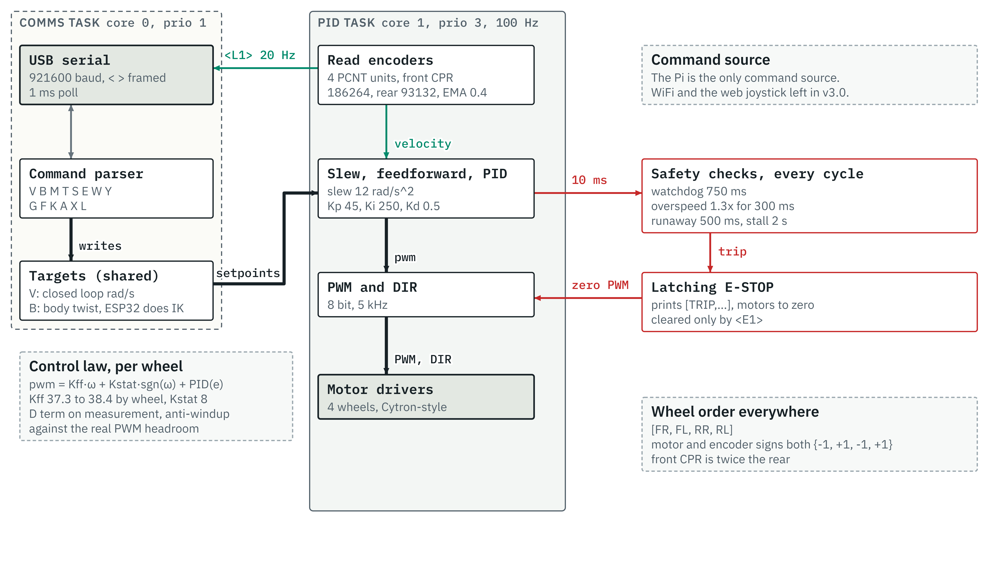 COMMS TASK core 0, prio 1
USB serial
921600 baud, < > framed
1 ms poll
Command parser
V B M T S E W Y
G F K A X L
writes
Targets (shared)
V: closed loop rad/s
B: body twist, ESP32 does IK
<L1> 20 Hz
setpoints
Control law, per wheel
pwm = Kff·ω + Kstat·sgn(ω) + PID(e)
Kff 37.3 to 38.4 by wheel, Kstat 8
D term on measurement, anti-windup
against the real PWM headroom
PID TASK core 1, prio 3, 100 Hz
Read encoders
4 PCNT units, front CPR
186264, rear 93132, EMA 0.4
velocity
Slew, feedforward, PID
slew 12 rad/s^2
Kp 45, Ki 250, Kd 0.5
pwm
PWM and DIR
8 bit, 5 kHz
PWM, DIR
Motor drivers
4 wheels, Cytron-style
10 ms
zero PWM
Command source
The Pi is the only command source.
WiFi and the web joystick left in v3.0.
Safety checks, every cycle
watchdog 750 ms
overspeed 1.3x for 300 ms
runaway 500 ms, stall 2 s
trip
Latching E-STOP
prints [TRIP,...], motors to zero
cleared only by <E1>
Wheel order everywhere
[FR, FL, RR, RL]
motor and encoder signs both {-1, +1, -1, +1}
front CPR is twice the rear